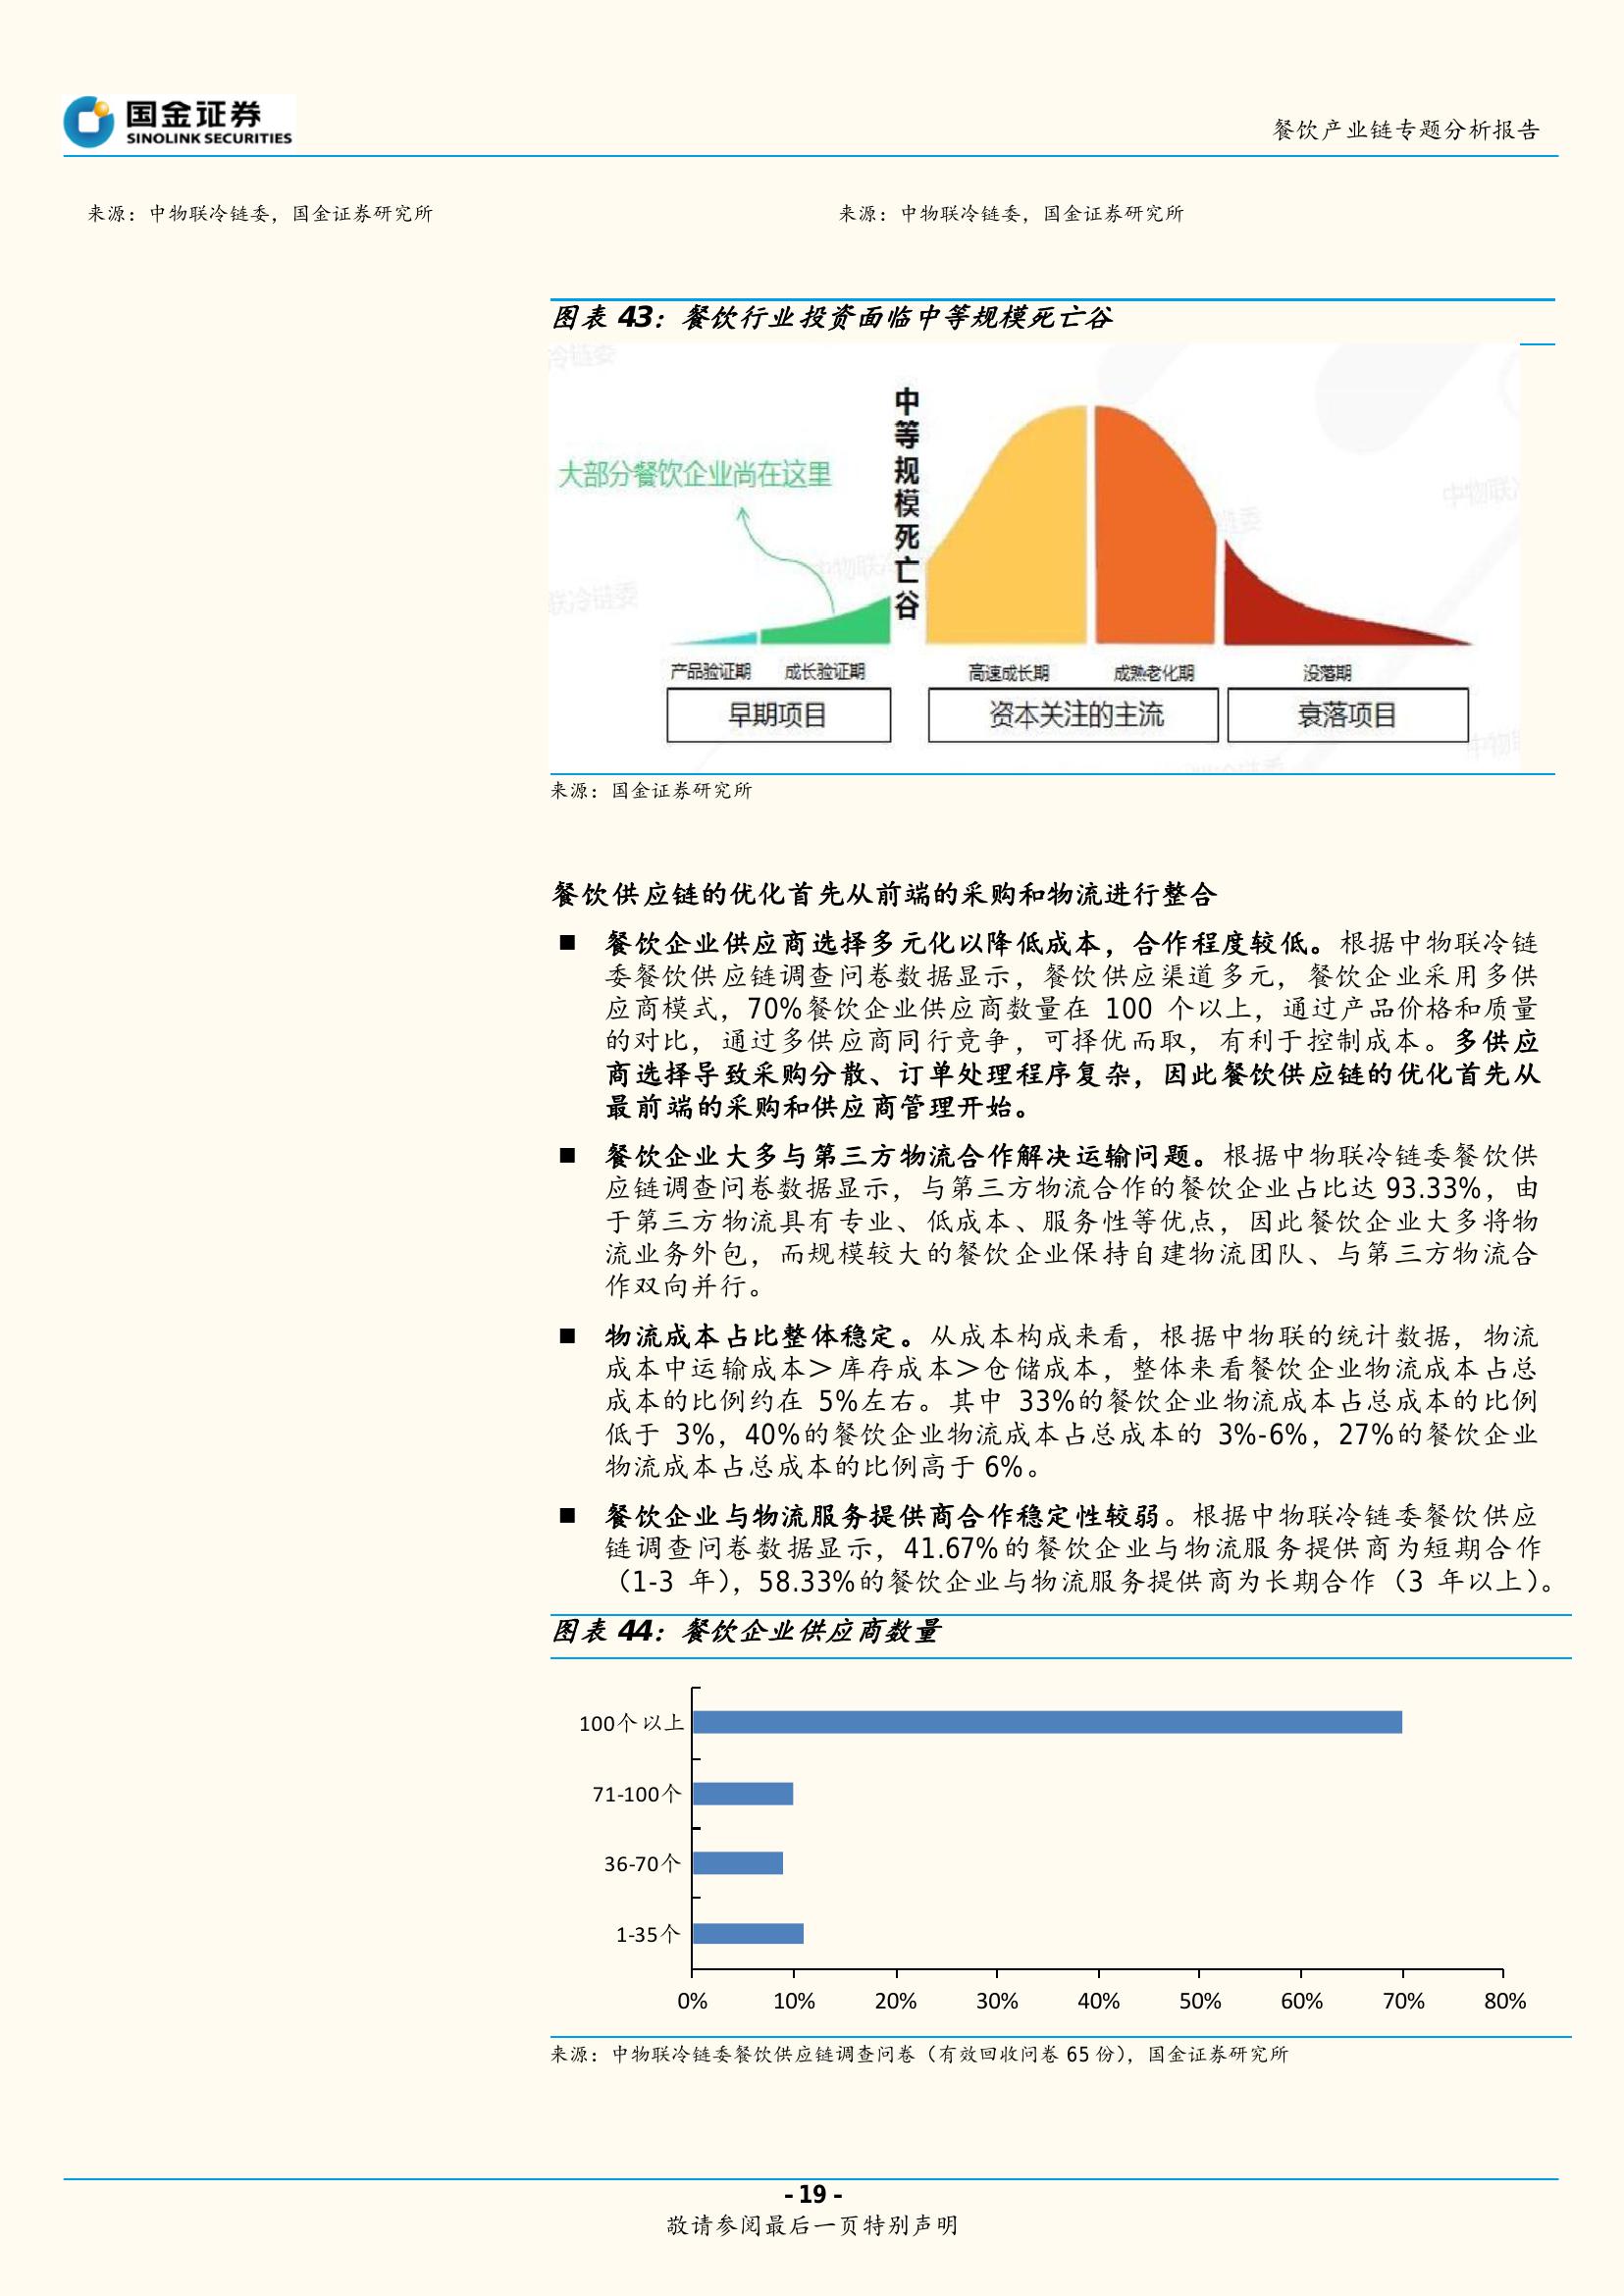 国金证券
SINOLINK SECURITIES
餐饮产业链专题分析报告
来源：中物联冷链委，国金证券研究所
来源：中物联冷链委，国金证券研究所
图表 43：餐饮行业投资面临中等规模死亡谷
冷链委
中等规模死亡谷
大部分餐饮企业尚在这里
中物联
链委
中物联冷
联冷链委
产品验证期
成长验证期
高速成长期
成熟老化期
没落期
早期项目
资本关注的主流
衰落项目
中物
来源：国金证券研究所
餐饮供应链的优化首先从前端的采购和物流进行整合
■ 餐饮企业供应商选择多元化以降低成本，合作程度较低。根据中物联冷链
委餐饮供应链调查问卷数据显示，餐饮供应渠道多元，餐饮企业采用多供
应商模式，70%餐饮企业供应商数量在 100 个以上，通过产品价格和质量
的对比，通过多供应商同行竞争，可择优而取，有利于控制成本。多供应
商选择导致采购分散、订单处理程序复杂，因此餐饮供应链的优化首先从
最前端的采购和供应商管理开始。
■ 餐饮企业大多与第三方物流合作解决运输问题。根据中物联冷链委餐饮供
应链调查问卷数据显示，与第三方物流合作的餐饮企业占比达 93.33%，由
于第三方物流具有专业、低成本、服务性等优点，因此餐饮企业大多将物
流业务外包，而规模较大的餐饮企业保持自建物流团队、与第三方物流合
作双向并行。
■ 物流成本占比整体稳定。从成本构成来看，根据中物联的统计数据，物流
成本中运输成本＞库存成本＞仓储成本，整体来看餐饮企业物流成本占总
成本的比例约在 5%左右。其中 33%的餐饮企业物流成本占总成本的比例
低于 3%，40%的餐饮企业物流成本占总成本的 3%-6%，27%的餐饮企业
物流成本占总成本的比例高于 6%。
■ 餐饮企业与物流服务提供商合作稳定性较弱。根据中物联冷链委餐饮供应
链调查问卷数据显示，41.67%的餐饮企业与物流服务提供商为短期合作
（1-3 年），58.33%的餐饮企业与物流服务提供商为长期合作（3 年以上）。
图表 44：餐饮企业供应商数量
100个以上
71-100个
36-70个
1-35个
0% 10% 20% 30% 40% 50% 60% 70% 80%
来源：中物联冷链委餐饮供应链调查问卷（有效回收问卷 65 份），国金证券研究所
- 19 -
敬请参阅最后一页特别声明